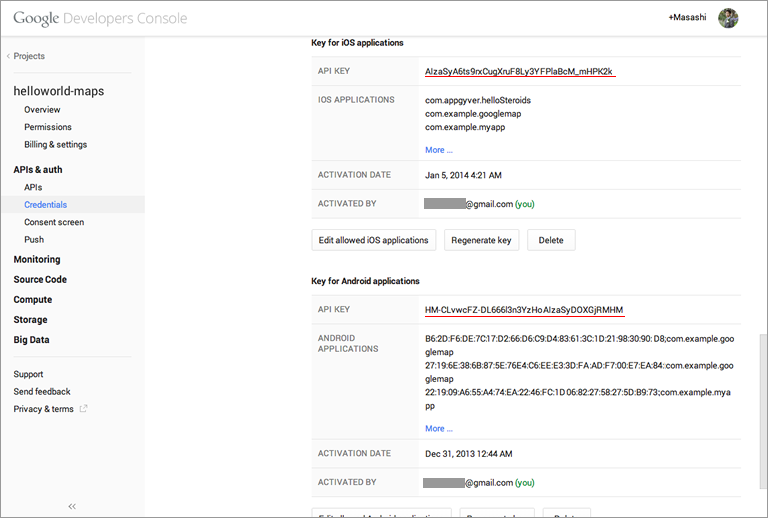 Google Developers Console
+Masashi
Projects
helloworld-maps
Overview
Permissions
Billing & settings
APIs & auth
APIs
Credentials
Consent screen
Push
Monitoring
Source Code
Compute
Storage
Big Data
Support
Send feedback
Privacy & terms
Key for iOS applications
API KEY
AIzaSyA6ts9rxCugXruF8Ly3YFPlaBcM_mHPK2k
IOS APPLICATIONS
com.appgyver.helloSteroids
com.example.googlemap
com.example.myapp
More ...
ACTIVATION DATE
Jan 5, 2014 4:21 AM
ACTIVATED BY
@gmail.com (you)
Edit allowed iOS applications
Regenerate key
Delete
Key for Android applications
API KEY
HM-CLvwcFZ-DL666l3n3YzHoAIzaSyDOXGjRMHM
ANDROID
APPLICATIONS
B6:2D:F6:DE:7C:17:D2:66:D6:C9:D4:83:61:3C:1D:21:98:30:90:D8;com.example.goo
glemap
27:19:6E:38:6B:87:5E:76:E4:C6:EE:E3:3D:FA:AD:F7:00:E7:EA:84:;com.example.goo
glemap
22:19:09:A6:55:A4:74:EA:22:46:FC:1D:06:82:27:58:27:5D:B9:73;com.example.mya
pp
More ...
ACTIVATION DATE
Dec 31, 2013 12:44 AM
ACTIVATED BY
@gmail.com (you)